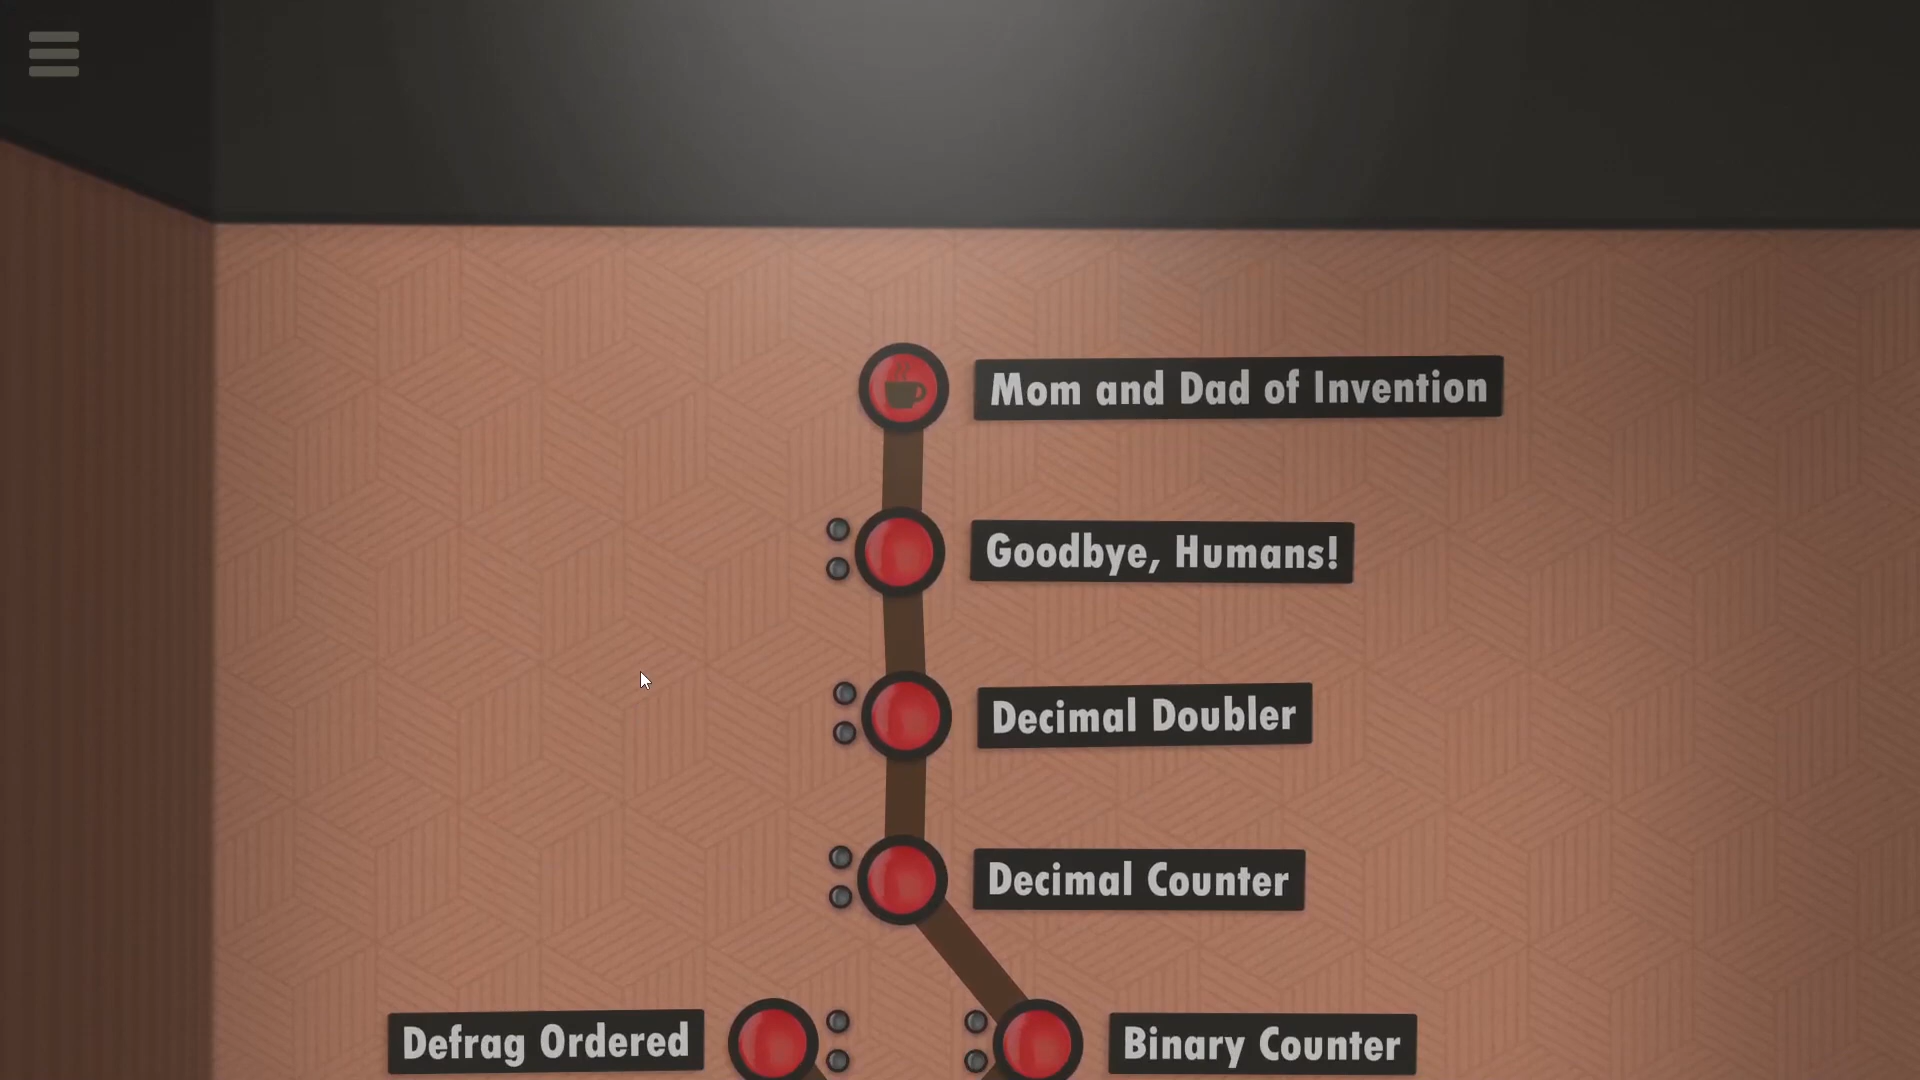 Mom and Dad of Invention
Goodbye, Humans!
Decimal Doubler
Decimal Counter
Defrag Ordered
Binary Counter